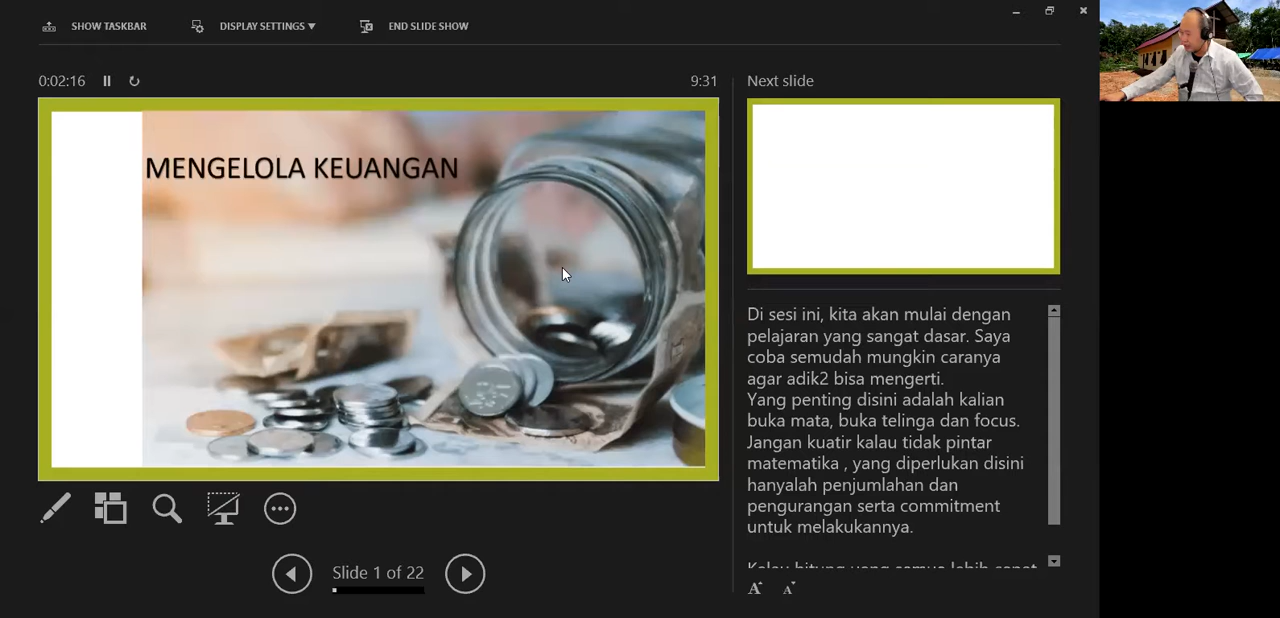 SHOW TASKBAR
DISPLAY SETTINGS ▼
END SLIDE SHOW
0:02:16
9:31
MENGELOLA KEUANGAN
Slide 1 of 22
Next slide
Di sesi ini, kita akan mulai dengan
pelajaran yang sangat dasar. Saya
coba semudah mungkin caranya
agar adik2 bisa mengerti.
Yang penting disini adalah kalian
buka mata, buka telinga dan focus.
Jangan kuatir kalau tidak pintar
matematika , yang diperlukan disini
hanyalah penjumlahan dan
pengurangan serta commitment
untuk melakukannya.
A A